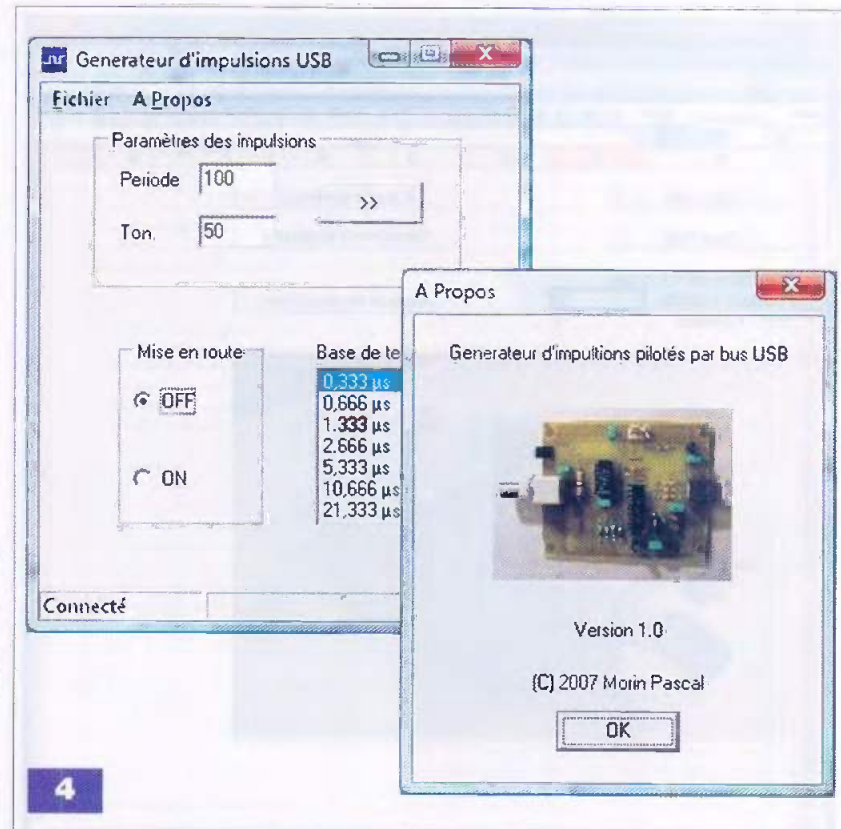 Generateur d'impulsions USB
Fichier A Propos
Paramètres des impulsions
Periode 100
>>
Ton. 50
Mise en route
OFF
ON
Base de te
0,333 µs
0,666 µs
1.333 µs
2.666 µs
5,333 µs
10,666 µs
21,333 µs
Connecté
A Propos
Generateur d'impultions pilotés par bus USB
Version 1.0
(C) 2007 Morin Pascal
OK
4